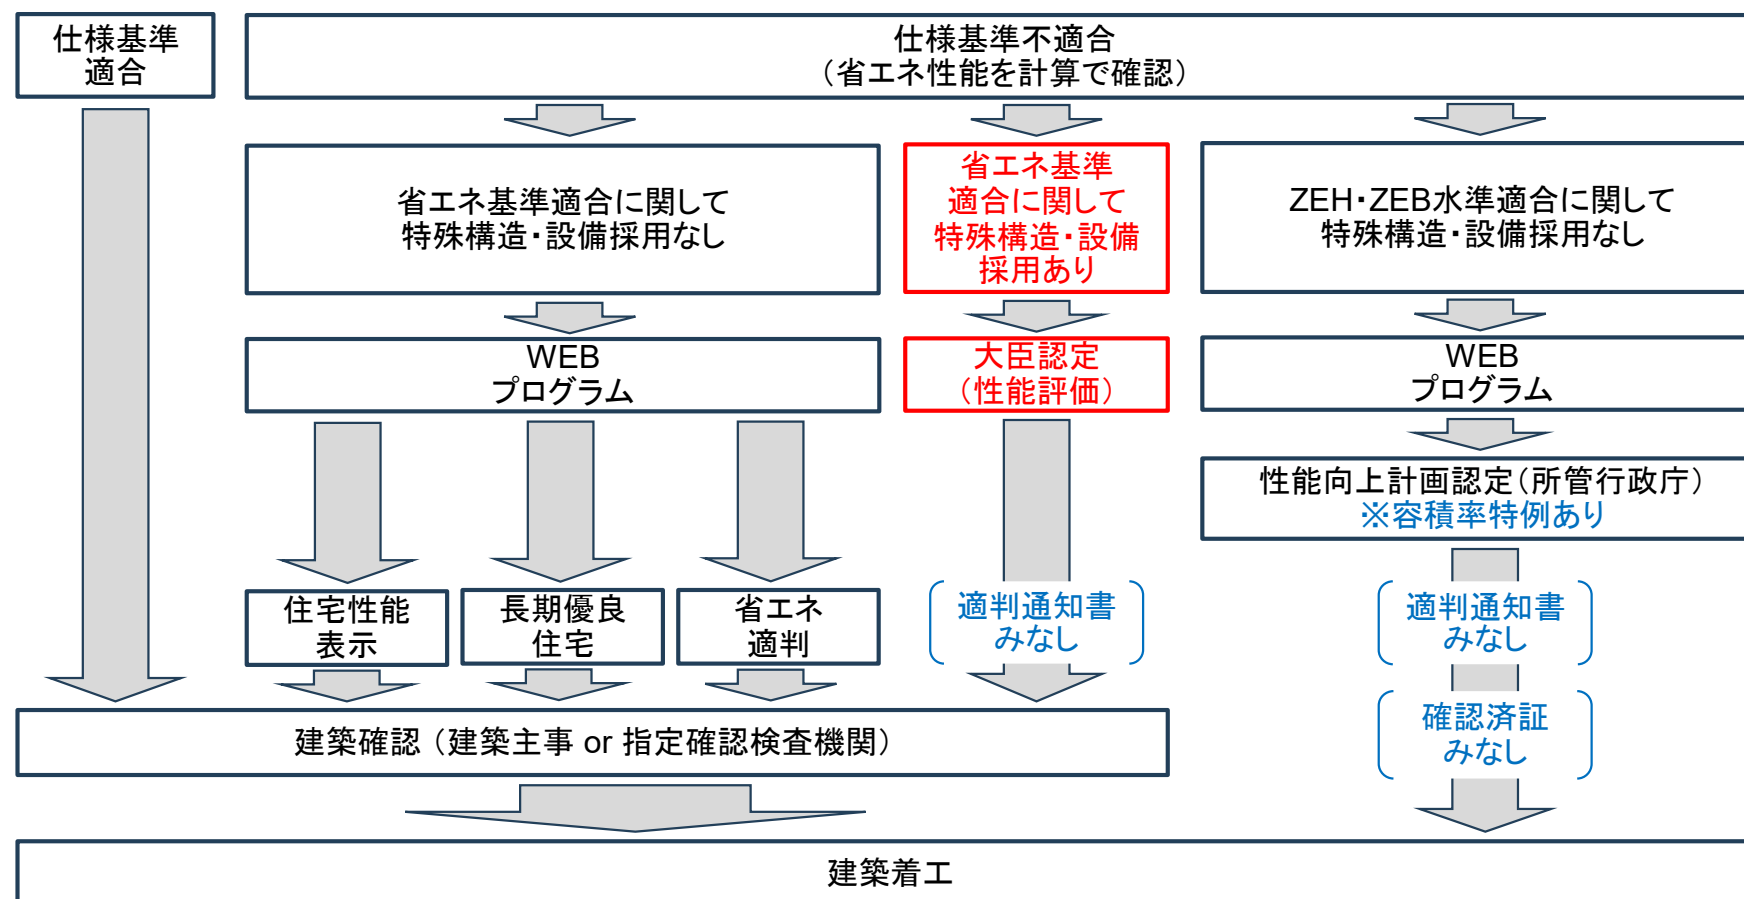 仕様基準
適合
仕様基準不適合
（省エネ性能を計算で確認）
省エネ基準適合に関して
特殊構造・設備採用なし
省エネ基準
適合に関して
特殊構造・設備
採用あり
ZEH・ZEB水準適合に関して
特殊構造・設備採用なし
WEB
プログラム
大臣認定
（性能評価）
WEB
プログラム
性能向上計画認定（所管行政庁）
※容積率特例あり
住宅性能
表示
長期優良
住宅
省エネ
適判
適判通知書
みなし
適判通知書
みなし
確認済証
みなし
建築確認（建築主事 or 指定確認検査機関）
建築着工